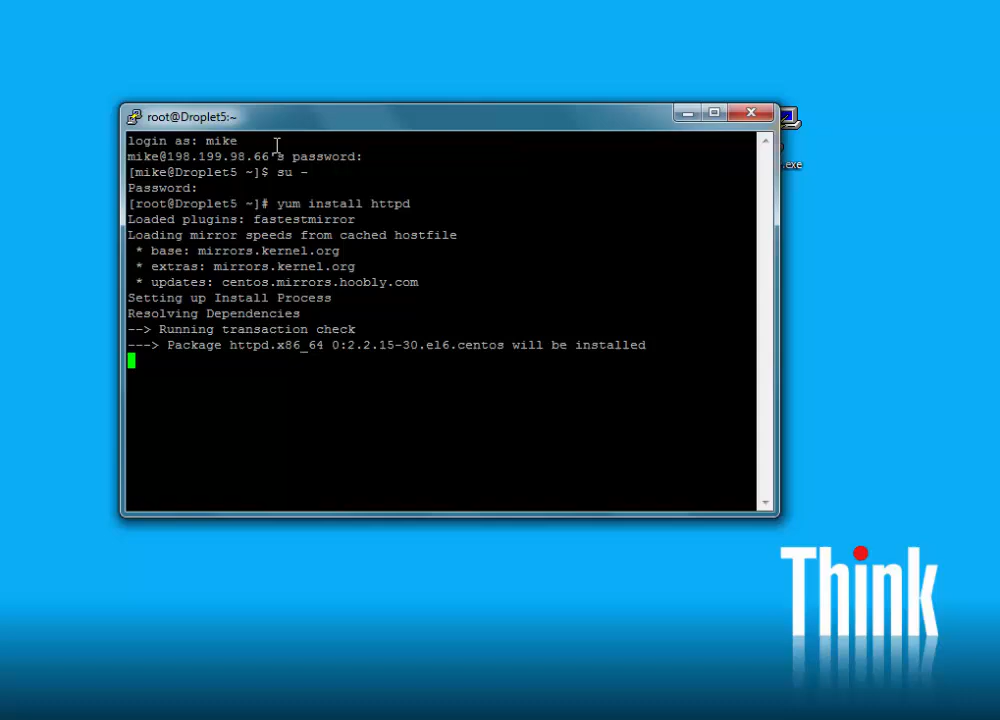 root@Droplet5:~
login as: mike
mike@198.199.98.66's password:
[mike@Droplet5 ~]$ su -
Password:
[root@Droplet5 ~]# yum install httpd
Loaded plugins: fastestmirror
Loading mirror speeds from cached hostfile
* base: mirrors.kernel.org
* extras: mirrors.kernel.org
* updates: centos.mirrors.hoobly.com
Setting up Install Process
Resolving Dependencies
--> Running transaction check
---> Package httpd.x86_64 0:2.2.15-30.el6.centos will be installed
.exe
Think